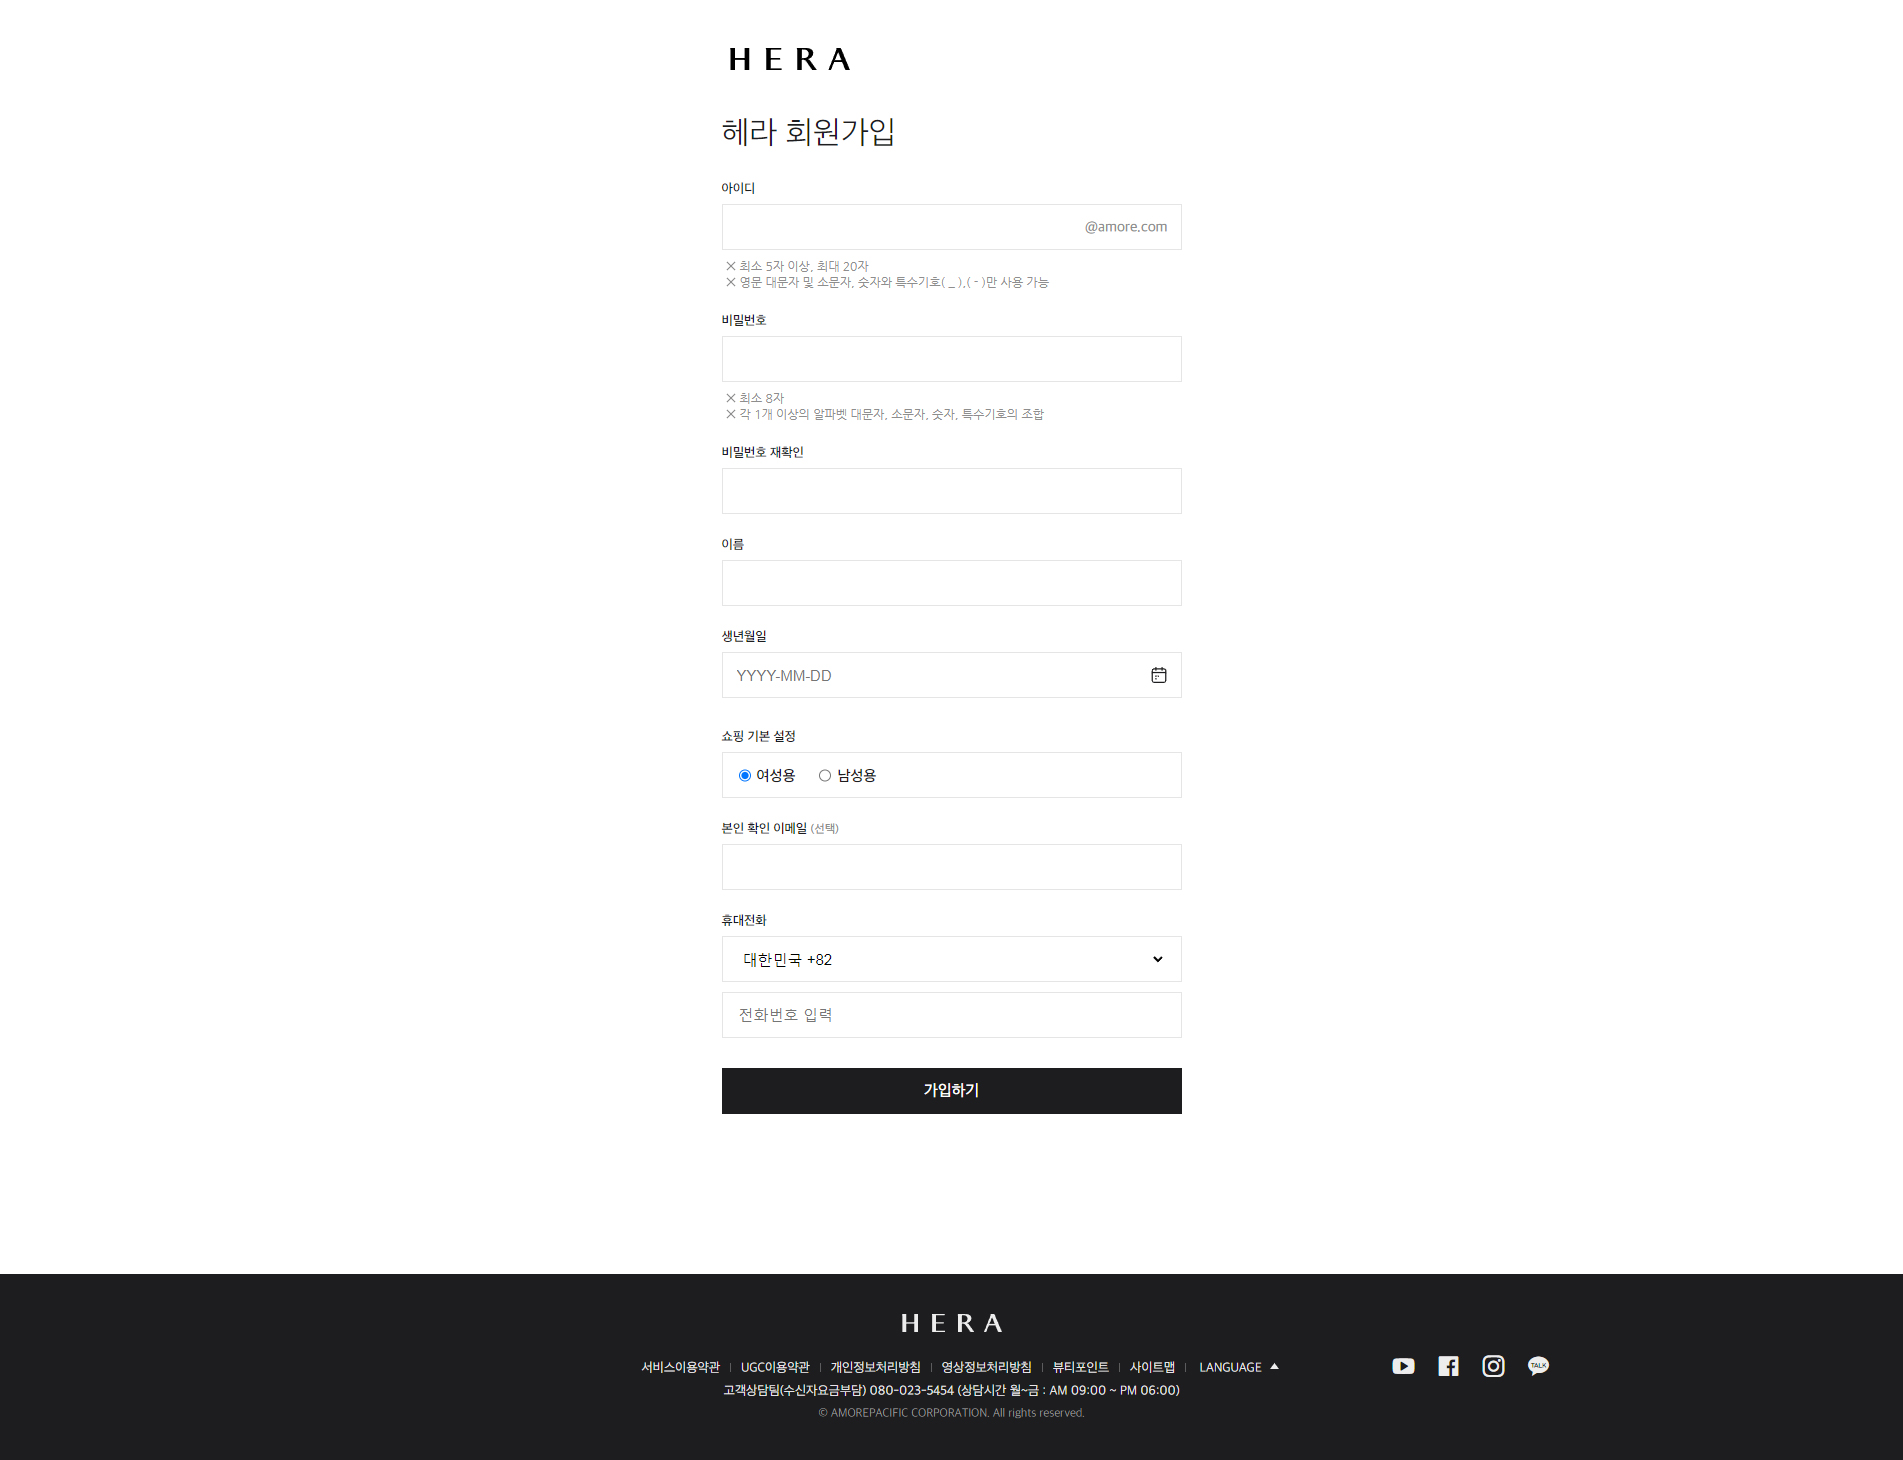 HERA
헤라 회원가입
아이디
@amore.com
× 최소 5자 이상, 최대 20자
× 영문 대문자 및 소문자, 숫자와 특수기호( _ ),( - )만 사용 가능
비밀번호
× 최소 8자
× 각 1개 이상의 알파벳 대문자, 소문자, 숫자, 특수기호의 조합
비밀번호 재확인
이름
생년월일
YYYY-MM-DD
쇼핑 기본 설정
여성용 남성용
본인 확인 이메일 (선택)
휴대전화
대한민국 +82
전화번호 입력
가입하기
HERA
서비스이용약관 | UGC이용약관 | 개인정보처리방침 | 영상정보처리방침 | 뷰티포인트 | 사이트맵 | LANGUAGE
TALK
고객상담팀(수신자요금부담) 080-023-5454 (상담시간 월~금 : AM 09:00 ~ PM 06:00)
© AMOREPACIFIC CORPORATION. All rights reserved.